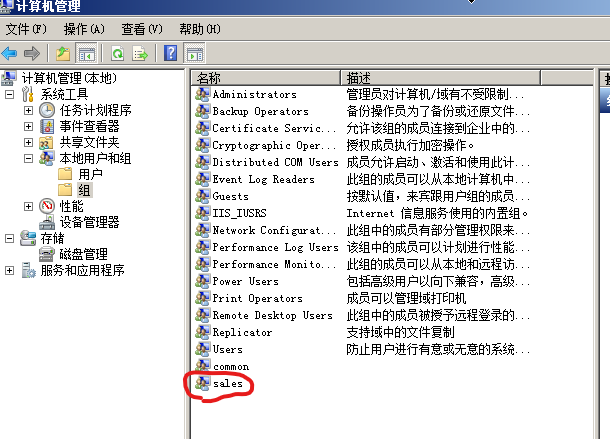 计算机管理
文件(F) 操作(A) 查看(V) 帮助(H)
计算机管理(本地)
系统工具
任务计划程序
事件查看器
共享文件夹
本地用户和组
用户
组
性能
设备管理器
存储
磁盘管理
服务和应用程序
名称 描述
Administrators 管理员对计算机/域有不受限制...
Backup Operators 备份操作员为了备份或还原文件...
Certificate Servic... 允许该组的成员连接到企业中的...
Cryptographic Oper... 授权成员执行加密操作。
Distributed COM Users 成员允许启动、激活和使用此计...
Event Log Readers 此组的成员可以从本地计算机中...
Guests 按默认值，来宾跟用户组的成员...
IIS_IUSRS Internet 信息服务使用的内置组。
Network Configurat... 此组中的成员有部分管理权限来...
Performance Log Users 该组中的成员可以计划进行性能...
Performance Monito... 此组的成员可以从本地和远程访...
Power Users 包括高级用户以向下兼容，高级...
Print Operators 成员可以管理域打印机
Remote Desktop Users 此组中的成员被授予远程登录的...
Replicator 支持域中的文件复制
Users 防止用户进行有意或无意的系统...
common
sales